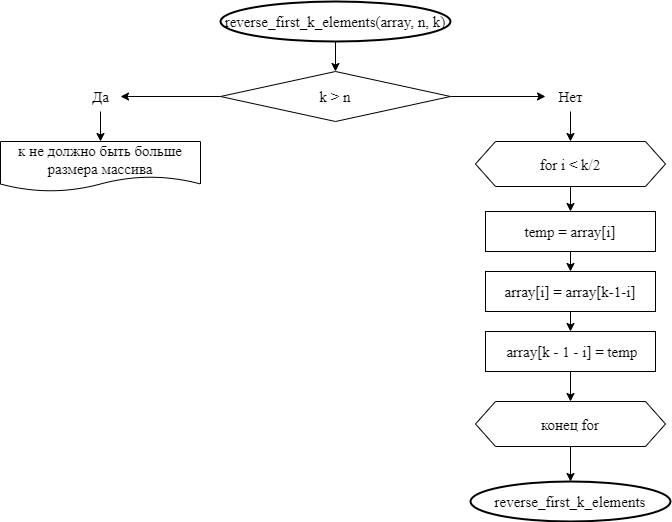 reverse_first_k_elements(array, n, k)
k > n
Да
Нет
к не должно быть больше
размера массива
for i < k/2
temp = array[i]
array[i] = array[k-1-i]
array[k - 1 - i] = temp
конец for
reverse_first_k_elements